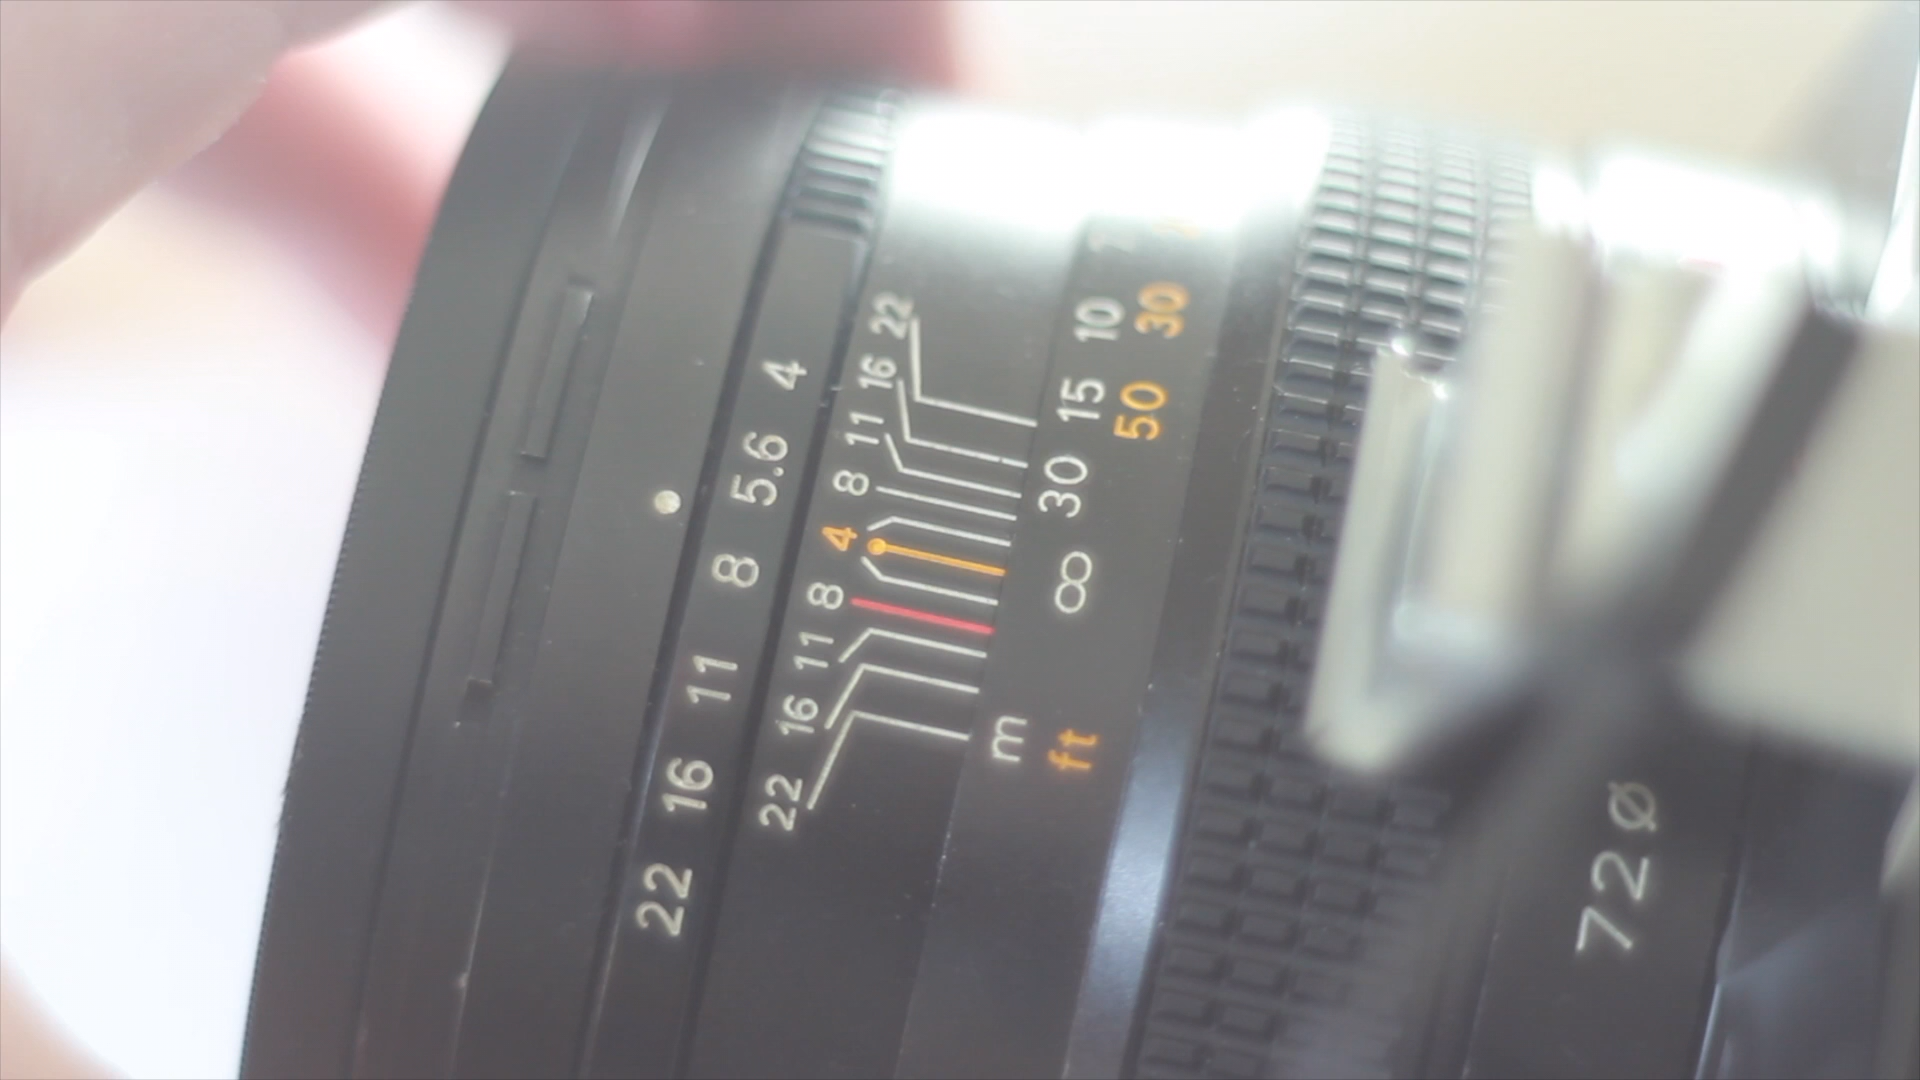 4 5.6 8 11 16 22
22 16 11 8 4 8 11 16 22
10 15 30 ∞ m
30 50 ft
72Ø